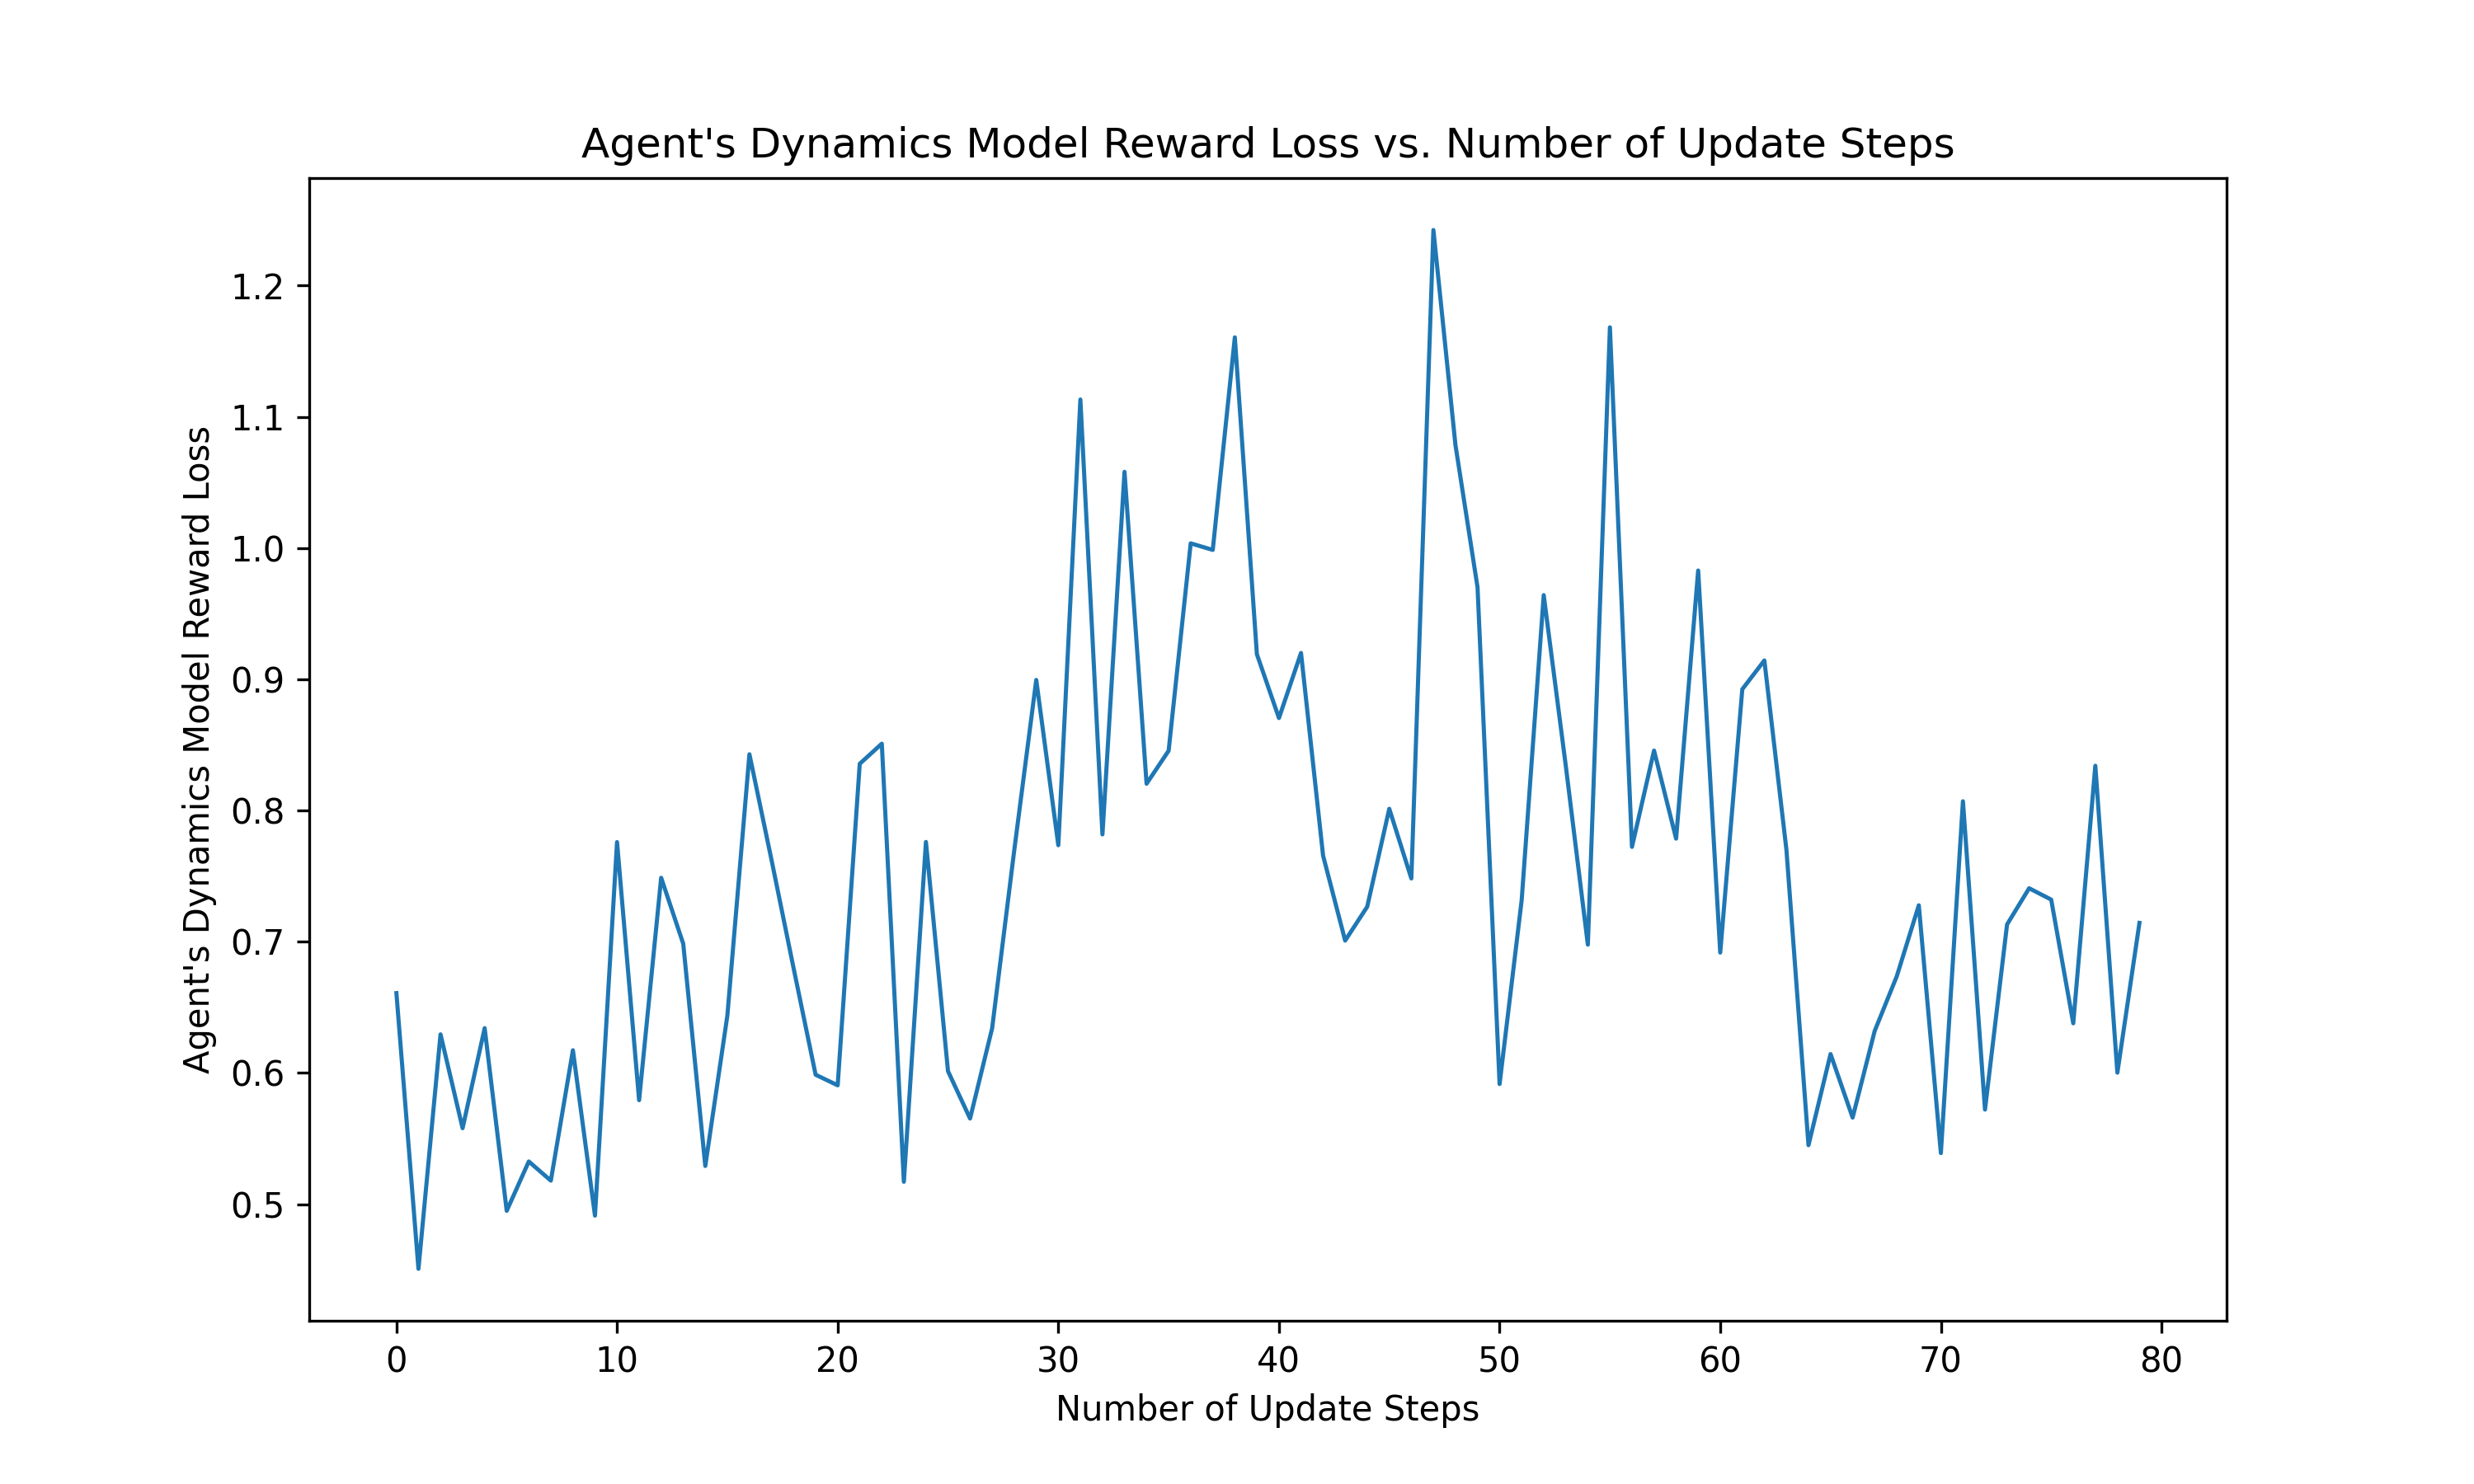 Agent's Dynamics Model Reward Loss vs. Number of Update Steps
Agent's Dynamics Model Reward Loss
1.2
1.1
1.0
0.9
0.8
0.7
0.6
0.5
0 10 20 30 40 50 60 70 80
Number of Update Steps